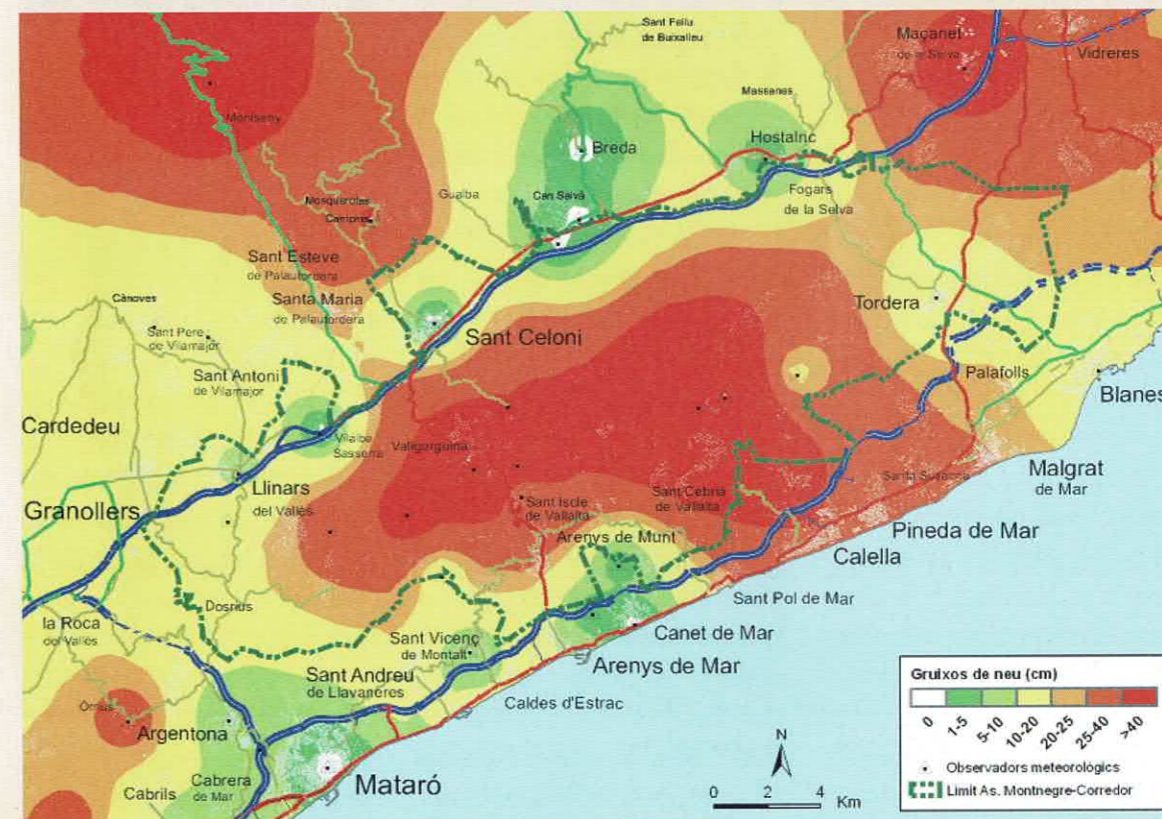 Sant Feliu
de Buixalleu
Maçanet
de la Selva
Vidreres
Montseny
Massanes
Hostalric
Breda
Gualba
Can Salvà
Fogars
de la Selva
Mosqueroles
Campins
Sant Esteve
de Palautordera
Santa Maria
de Palautordera
Tordera
Cànoves
Sant Pere
de Vilamajor
Sant Celoni
Sant Antoni
de Vilamajor
Palafolls
Blanes
Cardedeu
Vilalba
Sasserra
Vallgorguina
Llinars
del Vallès
Santa Susanna
Malgrat
de Mar
Granollers
Sant Iscle
de Vallalta
Sant Cebrià
de Vallalta
Pineda de Mar
Arenys de Munt
Calella
Dosrius
Sant Pol de Mar
la Roca
del Vallès
Sant Vicenç
de Montalt
Canet de Mar
Arenys de Mar
Sant Andreu
de Llavaneres
Caldes d'Estrac
Òrrius
Argentona
Cabrera
de Mar
Cabrils
Mataró
N
0 2 4 Km
Gruixos de neu (cm)
0 1-5 5-10 10-20 20-25 25-40 >40
Observadors meteorològics
Límit As. Montnegre-Corredor